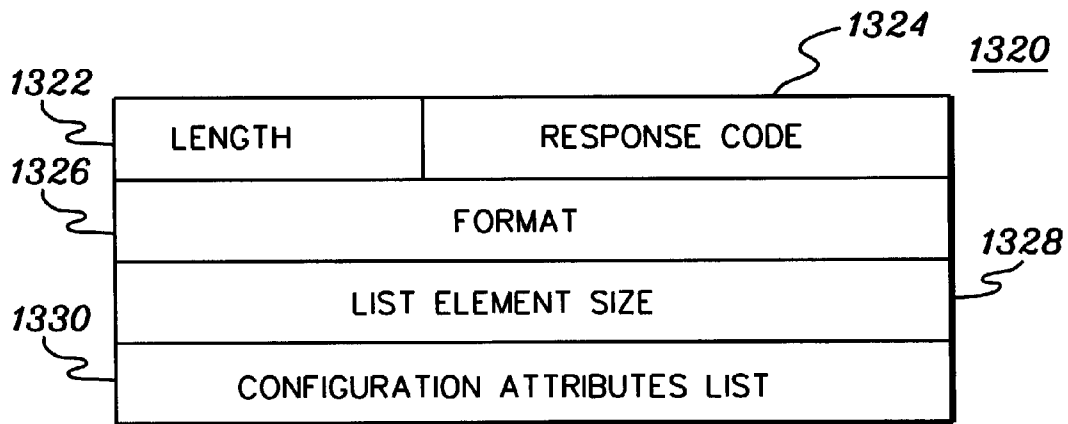 1324
1320
1322
LENGTH RESPONSE CODE
1326
FORMAT
1328
LIST ELEMENT SIZE
1330
CONFIGURATION ATTRIBUTES LIST